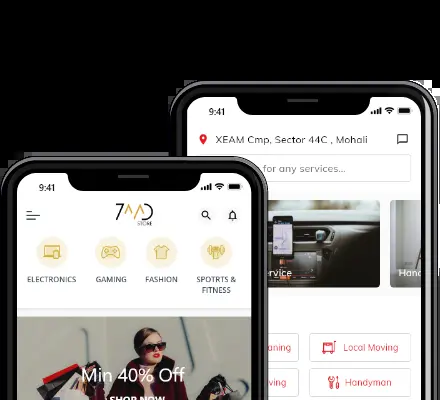 9:41
XEAM Cmp, Sector 44C , Mohali
for any services...
ervice
Hand
aning
Local Moving
ving
Handyman
9:41
STORE
ELECTRONICS
GAMING
FASHION
SPOTRTS &
FITNESS
Min 40% Off
SHOP NOW